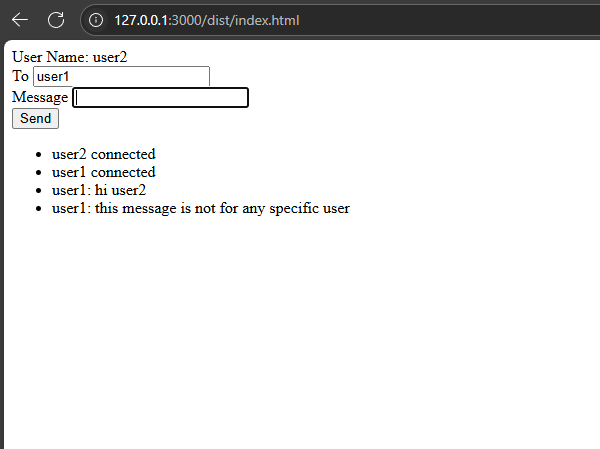 127.0.0.1:3000/dist/index.html
User Name: user2
To user1
Message
Send
user2 connected
user1 connected
user1: hi user2
user1: this message is not for any specific user